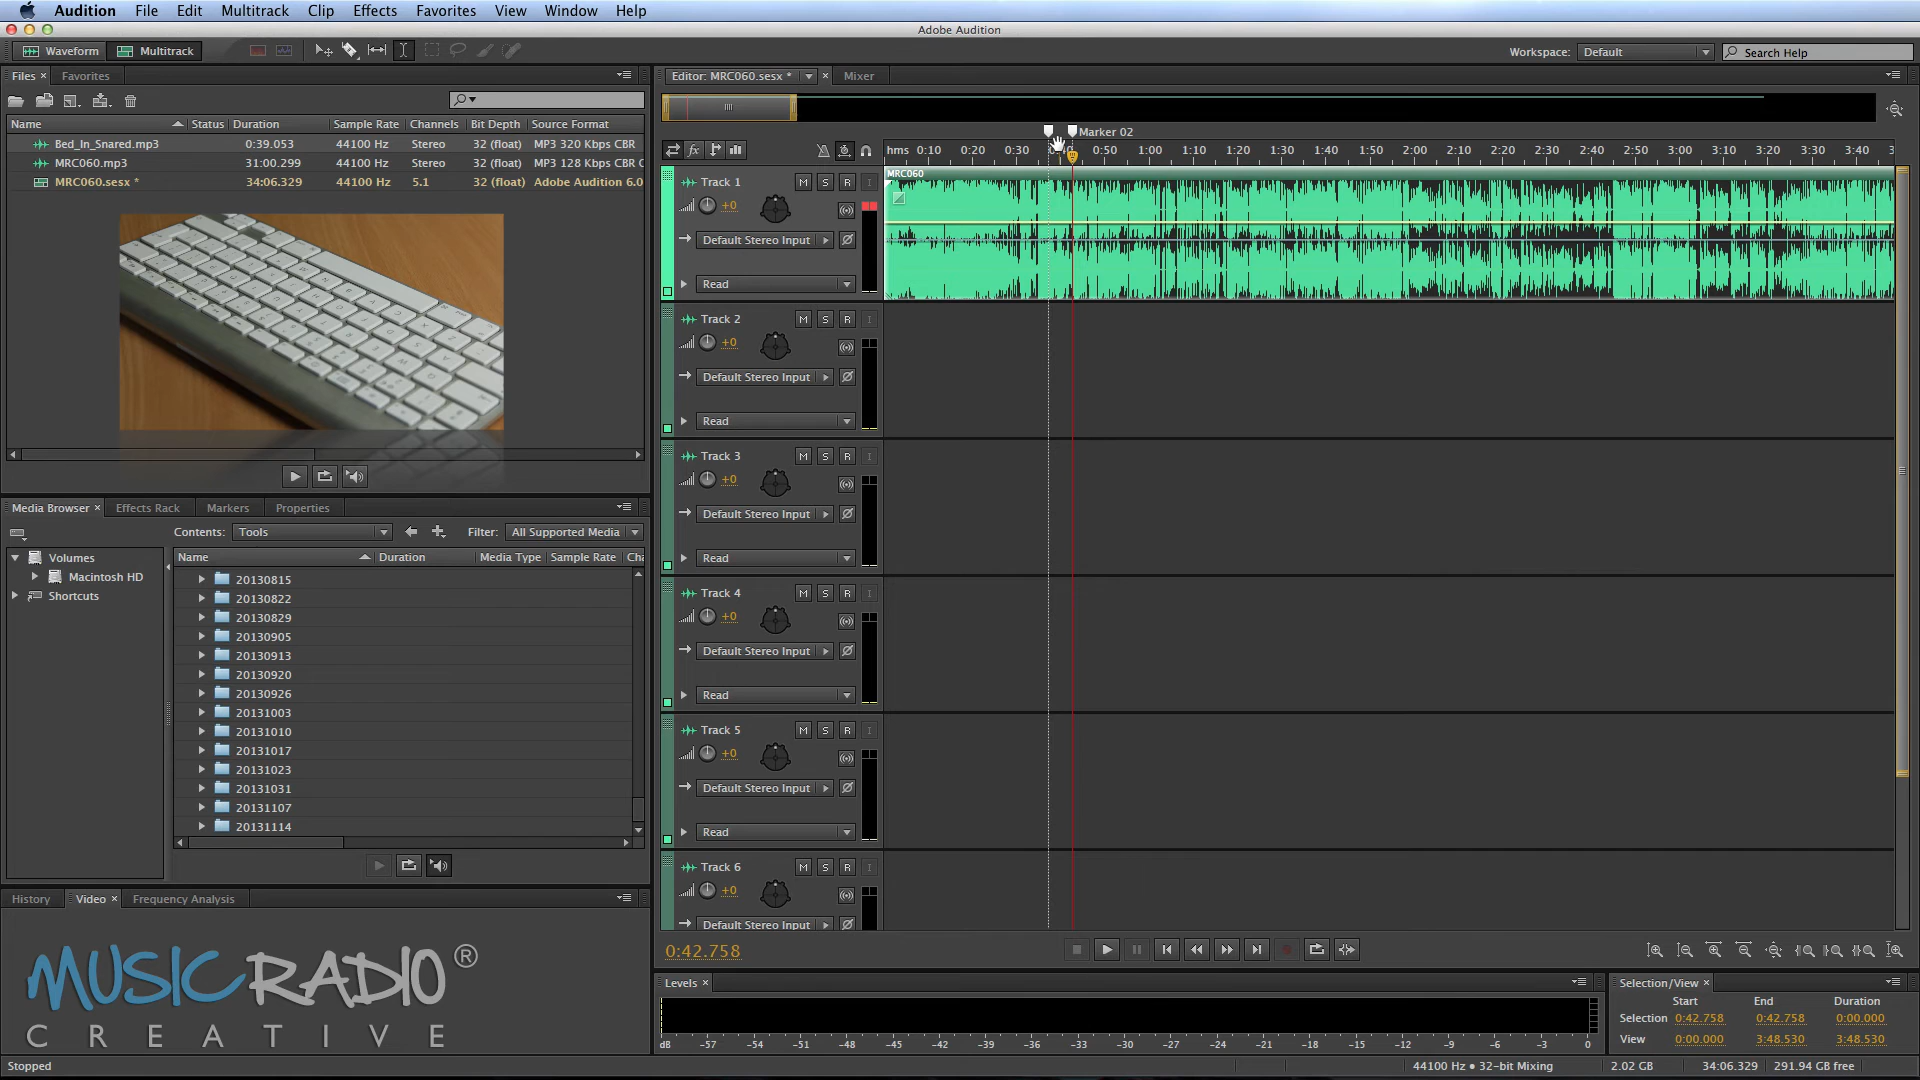 Audition File Edit Multitrack Clip Effects Favorites View Window Help
Adobe Audition
Waveform Multitrack
Workspace: Default Search Help
Files × Favorites
Name Status Duration Sample Rate Channels Bit Depth Source Format
Bed_In_Snared.mp3 0:39.053 44100 Hz Stereo 32 (float) MP3 320 Kbps CBR
MRC060.mp3 31:00.299 44100 Hz Stereo 32 (float) MP3 128 Kbps CBR C
MRC060.sesx * 34:06.329 44100 Hz 5.1 32 (float) Adobe Audition 6.0
Media Browser × Effects Rack Markers Properties
Contents: Tools Filter: All Supported Media
Volumes
Macintosh HD
Shortcuts
Name Duration Media Type Sample Rate Cha
20130815
20130822
20130829
20130905
20130913
20130920
20130926
20131003
20131010
20131017
20131023
20131031
20131107
20131114
History Video × Frequency Analysis
MUSICRADIO®
CREATIVE
Editor: MRC060.sesx * × Mixer
Marker 02
fx
hms 0:10 0:20 0:30 0:50 1:00 1:10 1:20 1:30 1:40 1:50 2:00 2:10 2:20 2:30 2:40 2:50 3:00 3:10 3:20 3:30 3:40 3
MRC060
Track 1 M S R I
+0
Default Stereo Input
Read
Track 2 M S R I
+0
Default Stereo Input
Read
Track 3 M S R I
+0
Default Stereo Input
Read
Track 4 M S R I
+0
Default Stereo Input
Read
Track 5 M S R I
+0
Default Stereo Input
Read
Track 6 M S R I
+0
Default Stereo Input
0:42.758
Levels ×
dB -57 -54 -51 -48 -45 -42 -39 -36 -33 -30 -27 -24 -21 -18 -15 -12 -9 -6 -3 0
Selection/View ×
Start End Duration
Selection 0:42.758 0:42.758 0:00.000
View 0:00.000 3:48.530 3:48.530
Stopped
44100 Hz • 32-bit Mixing 2.02 GB 34:06.329 291.94 GB free